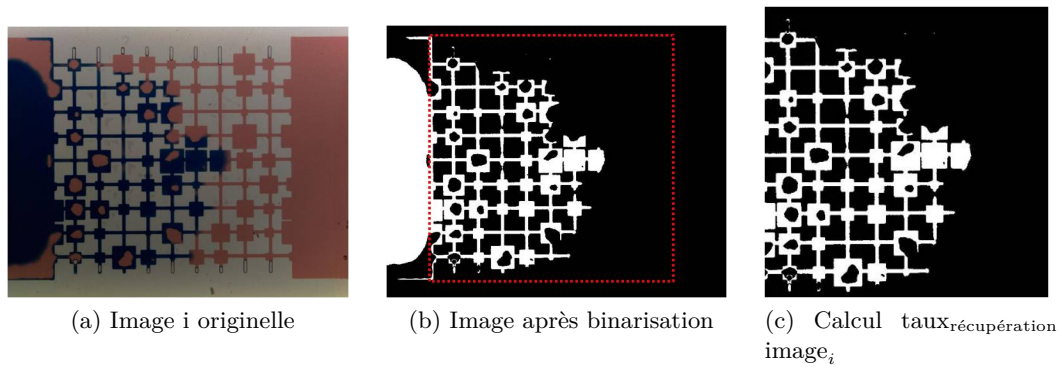 (a) Image i originelle
(b) Image après binarisation
(c) Calcul taux_récupération
image_i